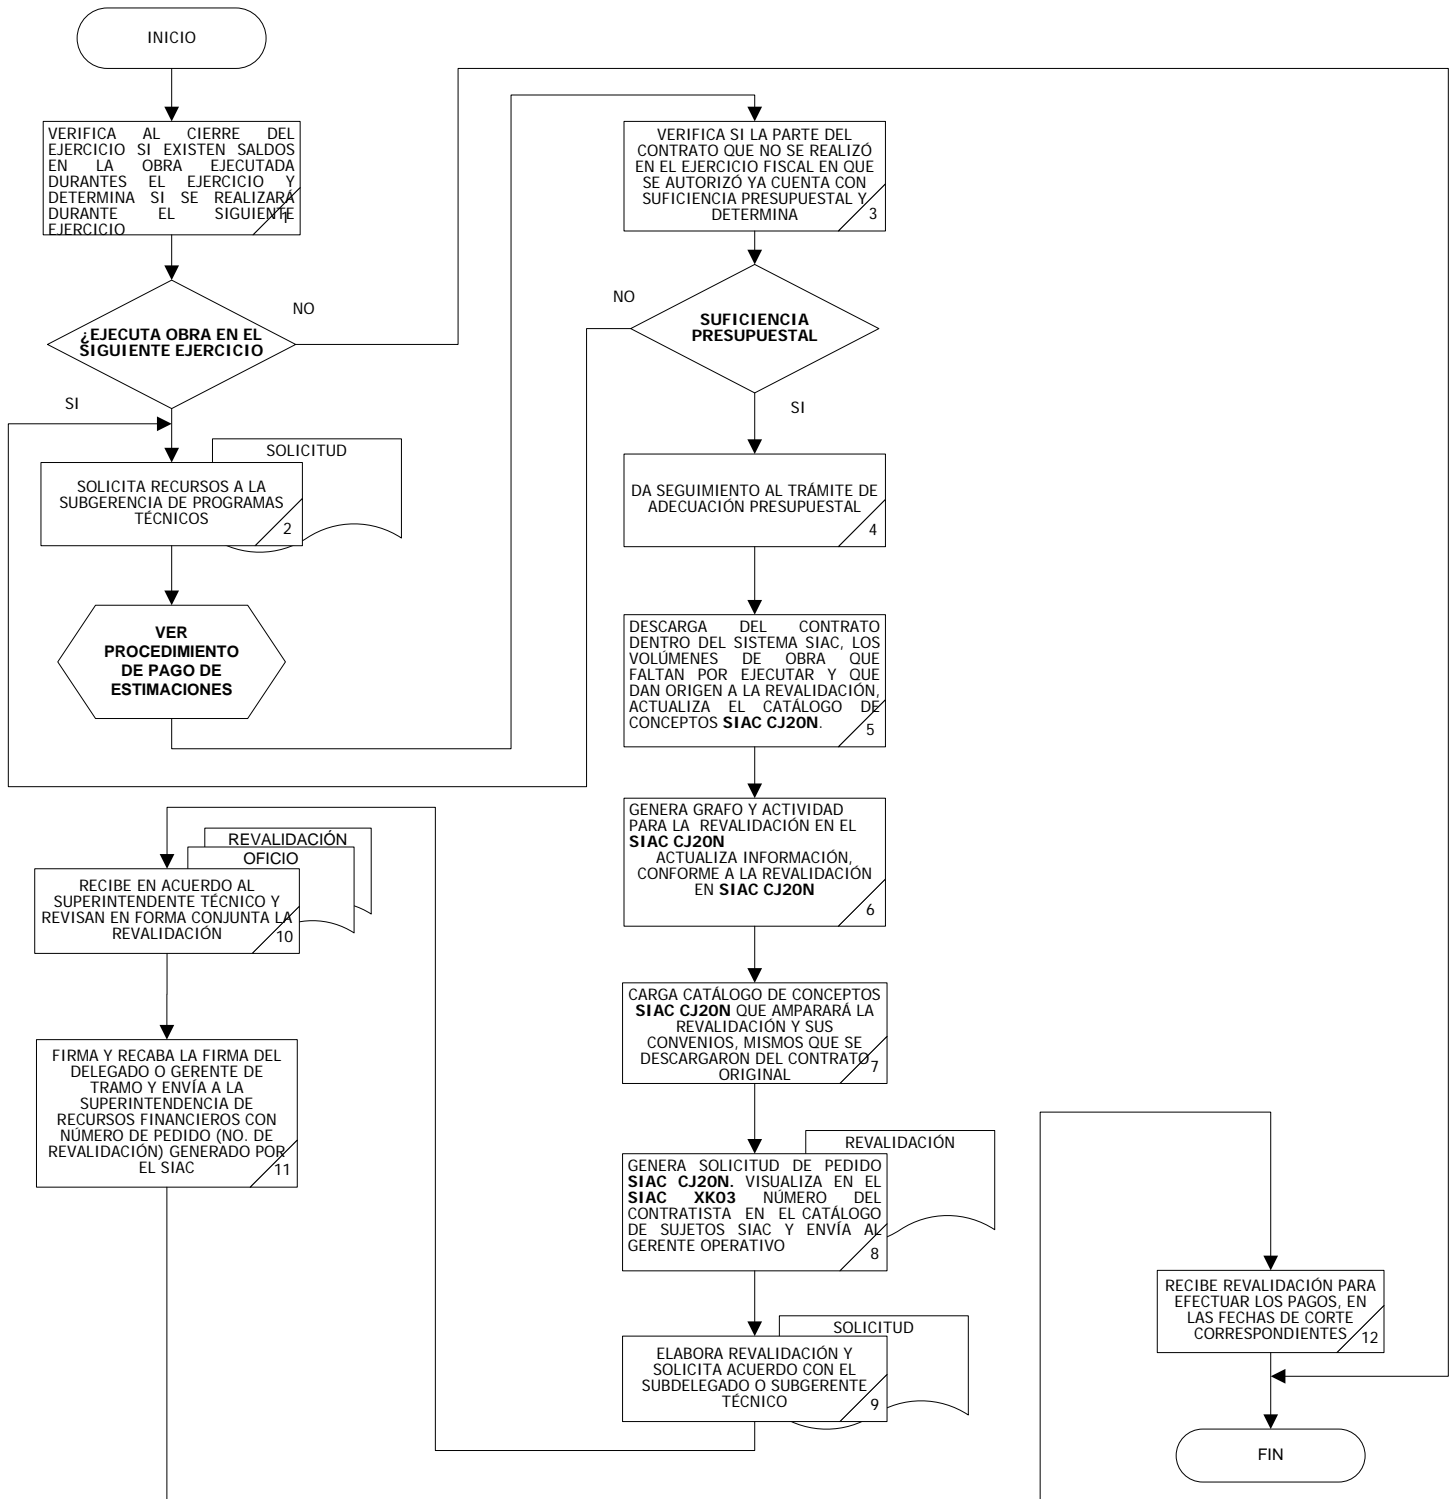 INICIO
VERIFICA AL CIERRE DEL
EJERCICIO SI EXISTEN SALDOS
EN LA OBRA EJECUTADA
DURANTES EL EJERCICIO Y
DETERMINA SI SE REALIZARÁ
DURANTE EL SIGUIENTE
EJERCICIO
1
¿EJECUTA OBRA EN EL
SIGUIENTE EJERCICIO
NO
SI
SOLICITUD
SOLICITA RECURSOS A LA
SUBGERENCIA DE PROGRAMAS
TÉCNICOS
2
VER
PROCEDIMIENTO
DE PAGO DE
ESTIMACIONES
VERIFICA SI LA PARTE DEL
CONTRATO QUE NO SE REALIZÓ
EN EL EJERCICIO FISCAL EN QUE
SE AUTORIZÓ YA CUENTA CON
SUFICIENCIA PRESUPUESTAL Y
DETERMINA
3
NO
SUFICIENCIA
PRESUPUESTAL
SI
DA SEGUIMIENTO AL TRÁMITE DE
ADECUACIÓN PRESUPUESTAL
4
DESCARGA DEL CONTRATO
DENTRO DEL SISTEMA SIAC, LOS
VOLÚMENES DE OBRA QUE
FALTAN POR EJECUTAR Y QUE
DAN ORIGEN A LA REVALIDACIÓN,
ACTUALIZA EL CATÁLOGO DE
CONCEPTOS SIAC CJ20N.
5
GENERA GRAFO Y ACTIVIDAD
PARA LA REVALIDACIÓN EN EL
SIAC CJ20N
ACTUALIZA INFORMACIÓN,
CONFORME A LA REVALIDACIÓN
EN SIAC CJ20N
6
CARGA CATÁLOGO DE CONCEPTOS
SIAC CJ20N QUE AMPARARÁ LA
REVALIDACIÓN Y SUS
CONVENIOS, MISMOS QUE SE
DESCARGARON DEL CONTRATO
ORIGINAL
7
REVALIDACIÓN
GENERA SOLICITUD DE PEDIDO
SIAC CJ20N. VISUALIZA EN EL
SIAC XK03 NÚMERO DEL
CONTRATISTA EN EL CATÁLOGO
DE SUJETOS SIAC Y ENVÍA AL
GERENTE OPERATIVO
8
SOLICITUD
ELABORA REVALIDACIÓN Y
SOLICITA ACUERDO CON EL
SUBDELEGADO O SUBGERENTE
TÉCNICO
9
REVALIDACIÓN
OFICIO
RECIBE EN ACUERDO AL
SUPERINTENDENTE TÉCNICO Y
REVISAN EN FORMA CONJUNTA LA
REVALIDACIÓN
10
FIRMA Y RECABA LA FIRMA DEL
DELEGADO O GERENTE DE
TRAMO Y ENVÍA A LA
SUPERINTENDENCIA DE
RECURSOS FINANCIEROS CON
NÚMERO DE PEDIDO (NO. DE
REVALIDACIÓN) GENERADO POR
EL SIAC
11
RECIBE REVALIDACIÓN PARA
EFECTUAR LOS PAGOS, EN
LAS FECHAS DE CORTE
CORRESPONDIENTES
12
FIN